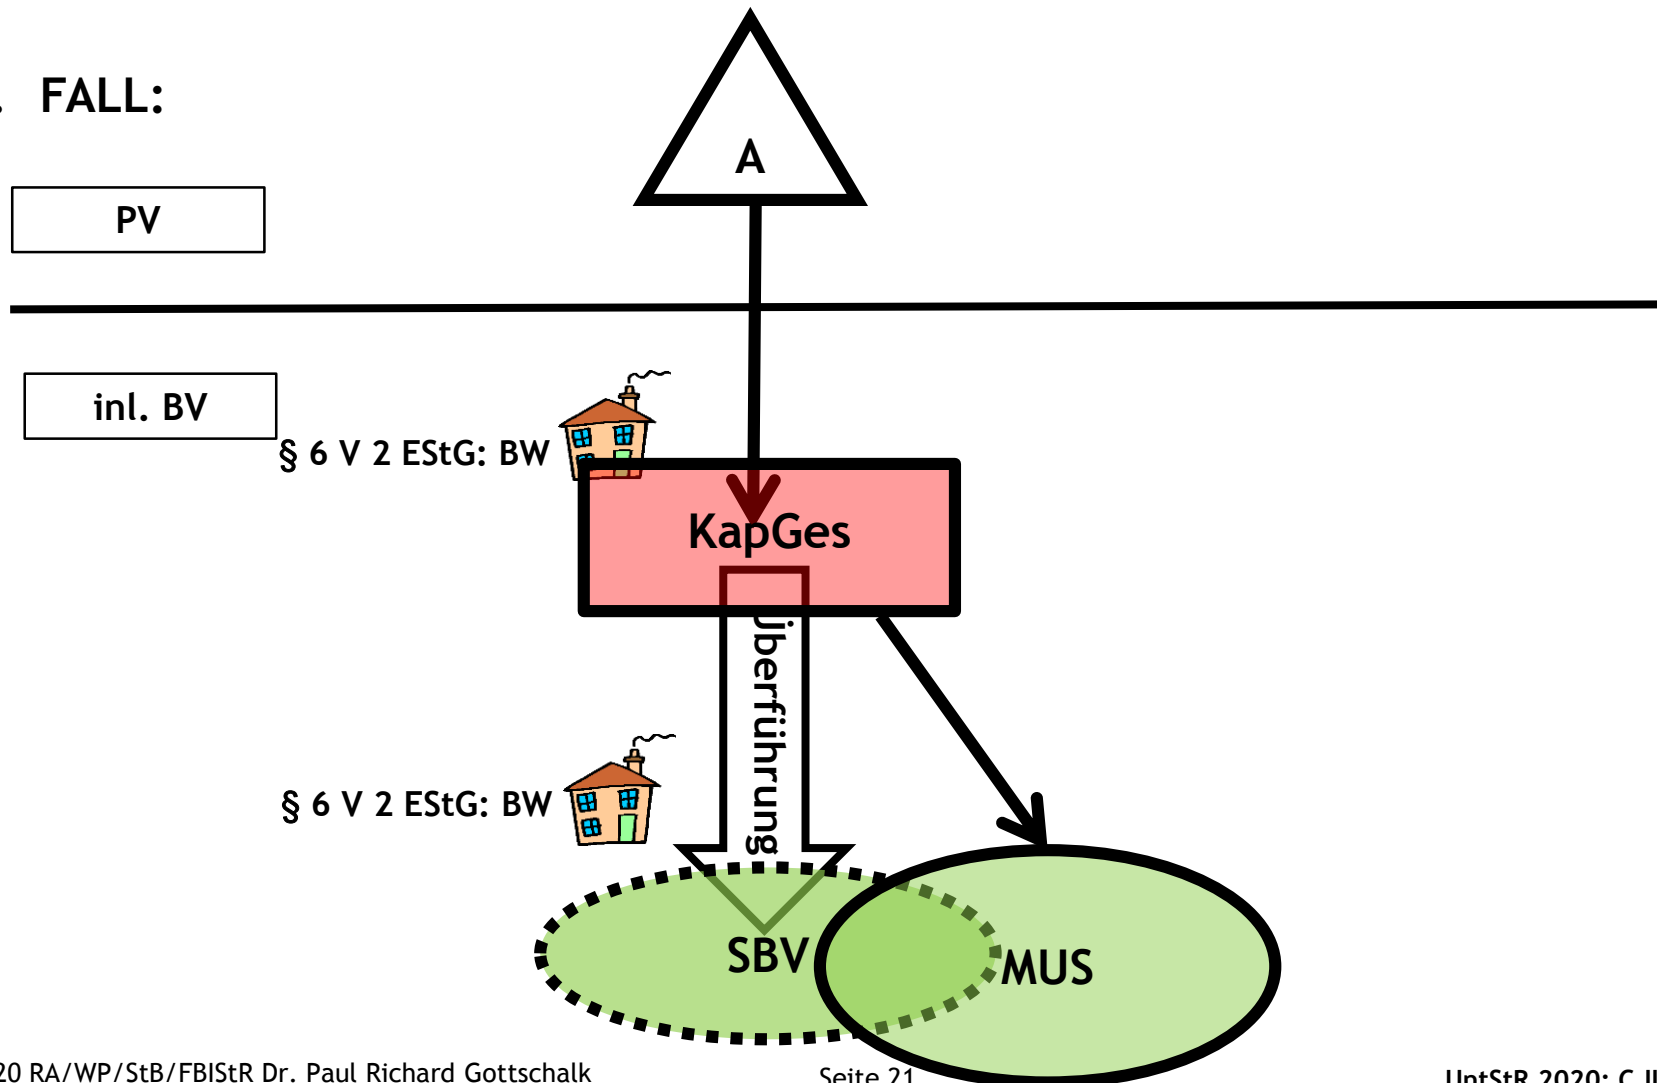 . FALL:
A
PV
inl. BV
§ 6 V 2 EStG: BW
KapGes
Überführung
§ 6 V 2 EStG: BW
SBV
MUS
20 RA/WP/StB/FBIStR Dr. Paul Richard Gottschalk
Seite 21
UntStR 2020: C II